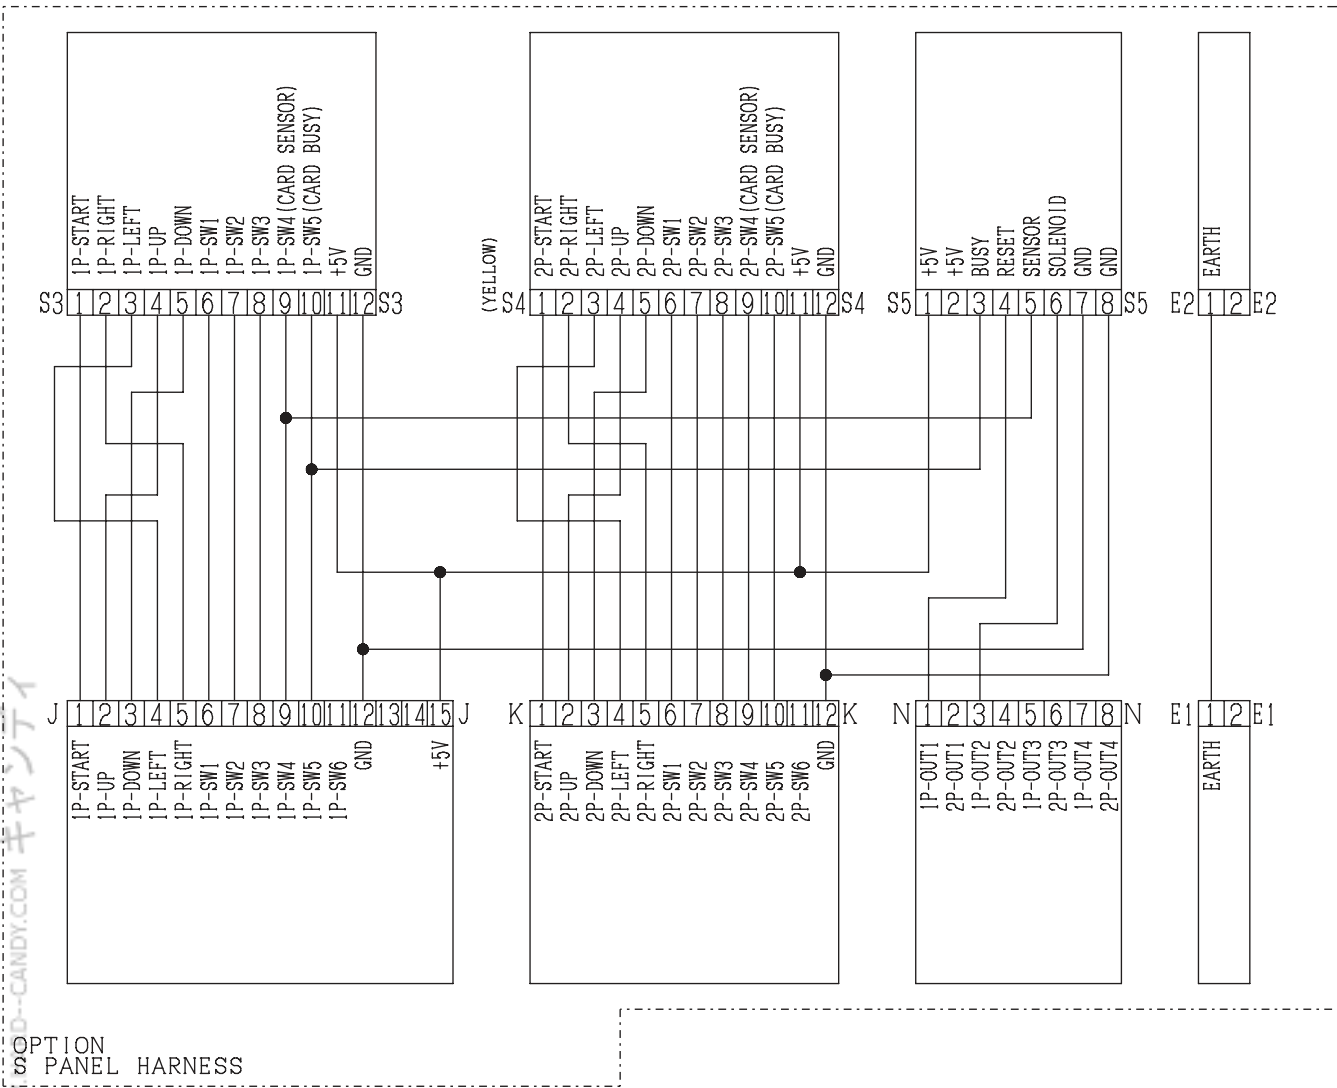 1P-START
1P-RIGHT
1P-LEFT
1P-UP
1P-DOWN
1P-SW1
1P-SW2
1P-SW3
1P-SW4(CARD SENSOR)
1P-SW5(CARD BUSY)
+5V
GND
S3 1 2 3 4 5 6 7 8 9 10 11 12 S3
(YELLOW)
2P-START
2P-RIGHT
2P-LEFT
2P-UP
2P-DOWN
2P-SW1
2P-SW2
2P-SW3
2P-SW4(CARD SENSOR)
2P-SW5(CARD BUSY)
+5V
GND
S4 1 2 3 4 5 6 7 8 9 10 11 12 S4
+5V
+5V
BUSY
RESET
SENSOR
SOLENOID
GND
GND
S5 1 2 3 4 5 6 7 8 S5
EARTH
E2 1 2 E2
J 1 2 3 4 5 6 7 8 9 10 11 12 13 14 15 J
1P-START
1P-UP
1P-DOWN
1P-LEFT
1P-RIGHT
1P-SW1
1P-SW2
1P-SW3
1P-SW4
1P-SW5
1P-SW6
GND
+5V
K 1 2 3 4 5 6 7 8 9 10 11 12 K
2P-START
2P-UP
2P-DOWN
2P-LEFT
2P-RIGHT
2P-SW1
2P-SW2
2P-SW3
2P-SW4
2P-SW5
2P-SW6
GND
N 1 2 3 4 5 6 7 8 N
1P-OUT1
2P-OUT1
1P-OUT2
2P-OUT2
1P-OUT3
2P-OUT3
1P-OUT4
2P-OUT4
E1 1 2 E1
EARTH
--CANDY.COM キャンディ
OPTION
S PANEL HARNESS